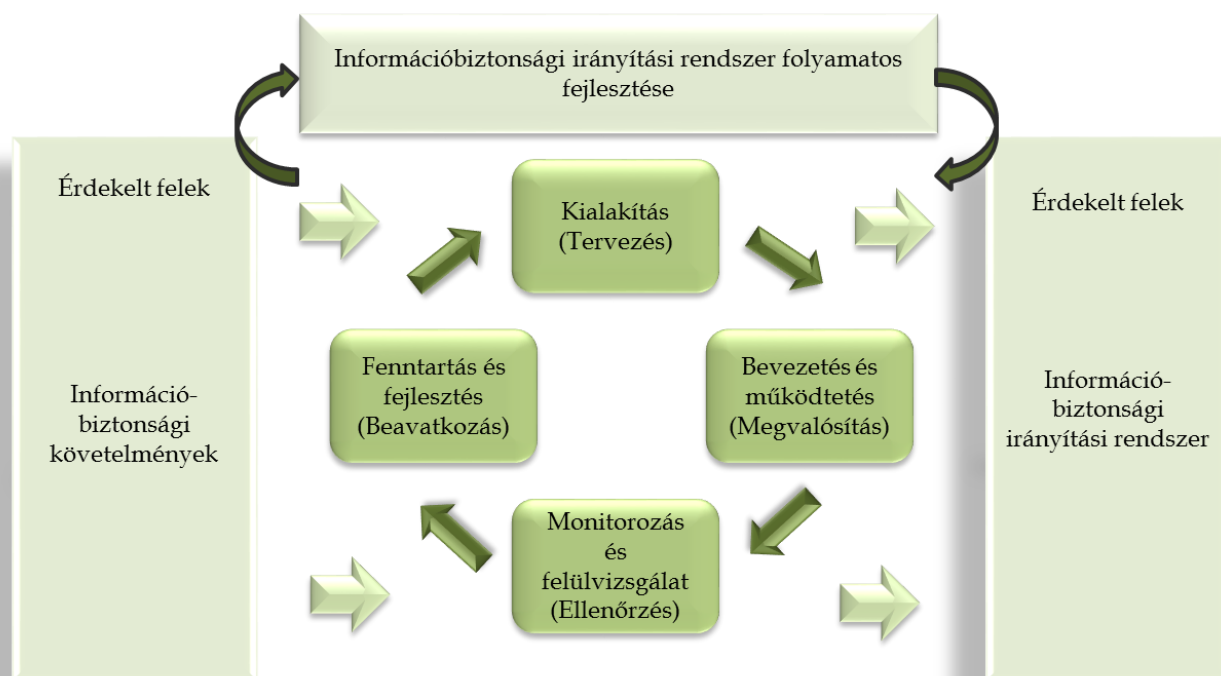 Információbiztonsági irányítási rendszer folyamatos
fejlesztése
Érdekelt felek
Információ-
biztonsági
követelmények
Kialakítás
(Tervezés)
Fenntartás és
fejlesztés
(Beavatkozás)
Bevezetés és
működtetés
(Megvalósítás)
Monitorozás
és
felülvizsgálat
(Ellenőrzés)
Érdekelt felek
Információ-
biztonsági
irányítási rendszer